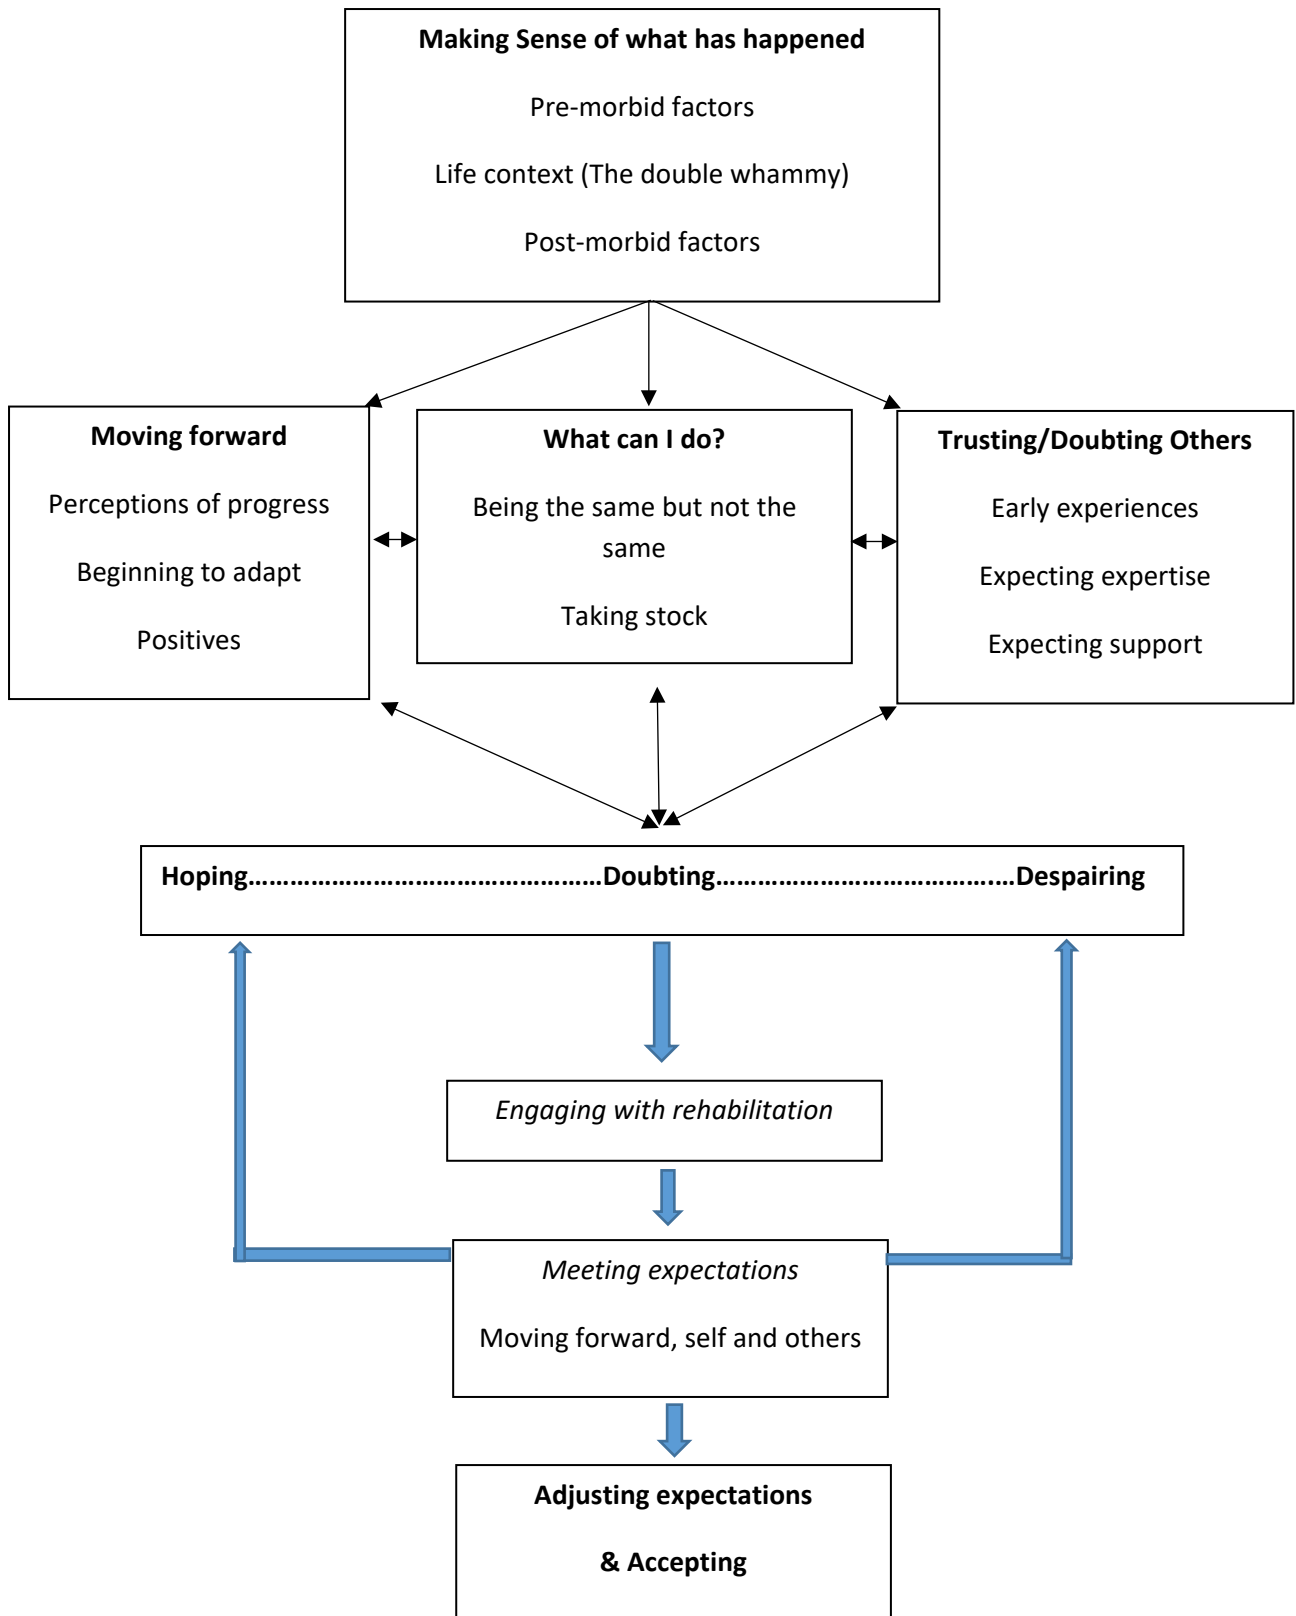 Making Sense of what has happened
Pre-morbid factors
Life context (The double whammy)
Post-morbid factors
Moving forward
Perceptions of progress
Beginning to adapt
Positives
What can I do?
Being the same but not the
same
Taking stock
Trusting/Doubting Others
Early experiences
Expecting expertise
Expecting support
Hoping……………………………………………Doubting………………………………….…Despairing
Engaging with rehabilitation
Meeting expectations
Moving forward, self and others
Adjusting expectations
& Accepting